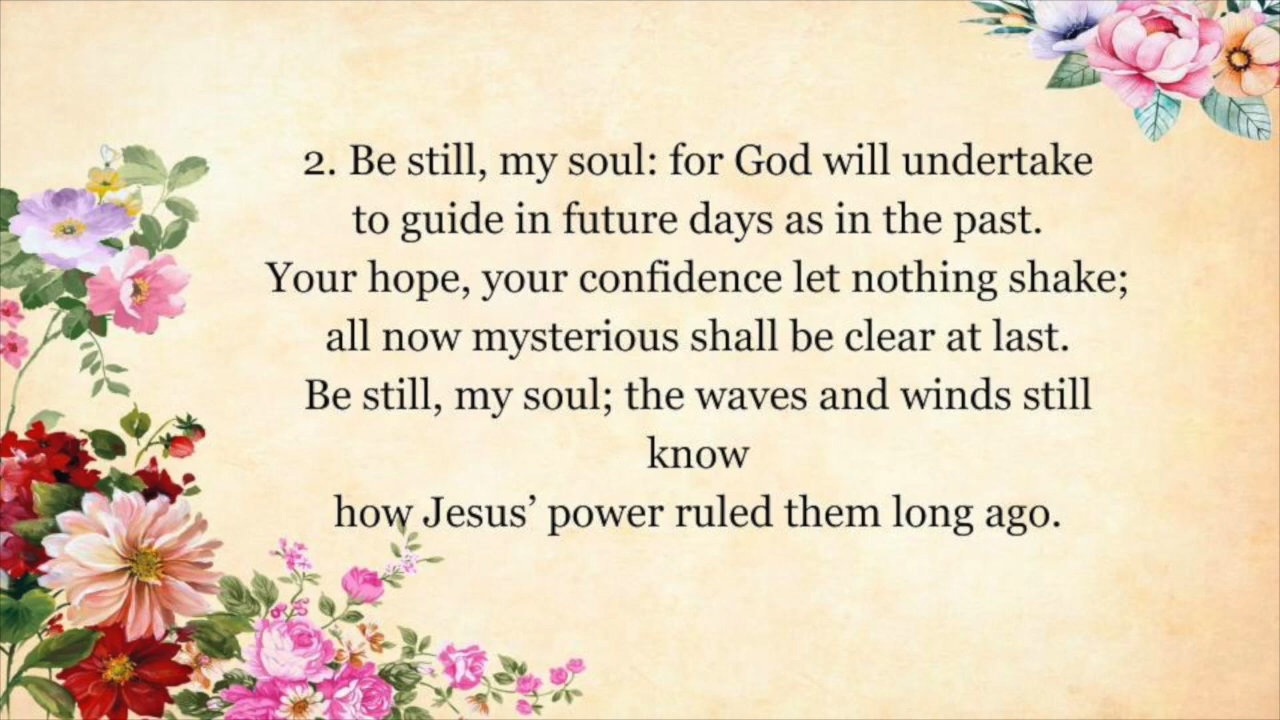 2. Be still, my soul: for God will undertake
to guide in future days as in the past.
Your hope, your confidence let nothing shake;
all now mysterious shall be clear at last.
Be still, my soul; the waves and winds still
know
how Jesus’ power ruled them long ago.